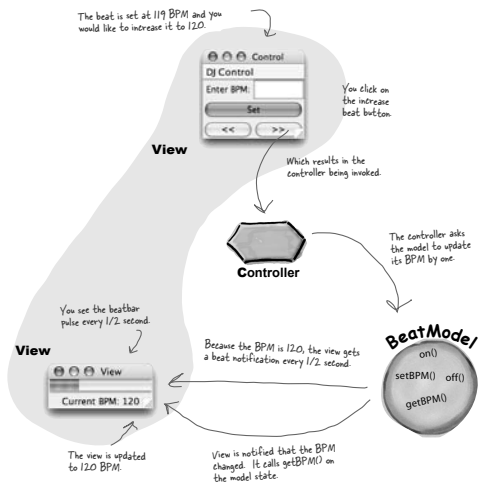 The beat is set at 119 BPM and you
would like to increase it to 120.
Control
DJ Control
Enter BPM:
Set
<<
>>
You click on
the increase
beat button.
View
Which results in the
controller being invoked.
Controller
The controller asks
the model to update
its BPM by one.
You see the beatbar
pulse every 1/2 second.
View
View
Current BPM: 120
Because the BPM is 120, the view gets
a beat notification every 1/2 second.
BeatModel
on()
setBPM()
off()
getBPM()
The view is updated
to 120 BPM.
View is notified that the BPM
changed. It calls getBPM() on
the model state.